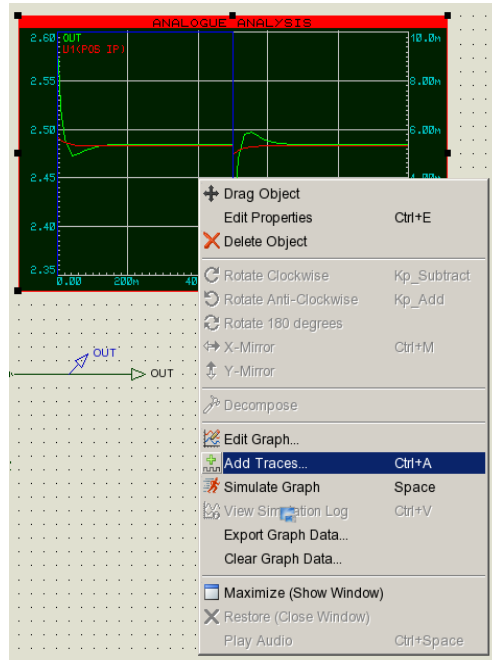 ANALOGUE ANALYSIS
2.60
OUT
U1(POS IP)
10.0m
2.55
8.00m
2.50
6.00m
2.45
4.00m
2.40
2.35
0.00
200m
40
Drag Object
Edit Properties Ctrl+E
Delete Object
Rotate Clockwise Kp_Subtract
Rotate Anti-Clockwise Kp_Add
Rotate 180 degrees
X-Mirror Ctrl+M
Y-Mirror
Decompose
Edit Graph...
Add Traces... Ctrl+A
Simulate Graph Space
View Simulation Log Ctrl+V
Export Graph Data...
Clear Graph Data...
Maximize (Show Window)
Restore (Close Window)
Play Audio Ctrl+Space
OUT
OUT